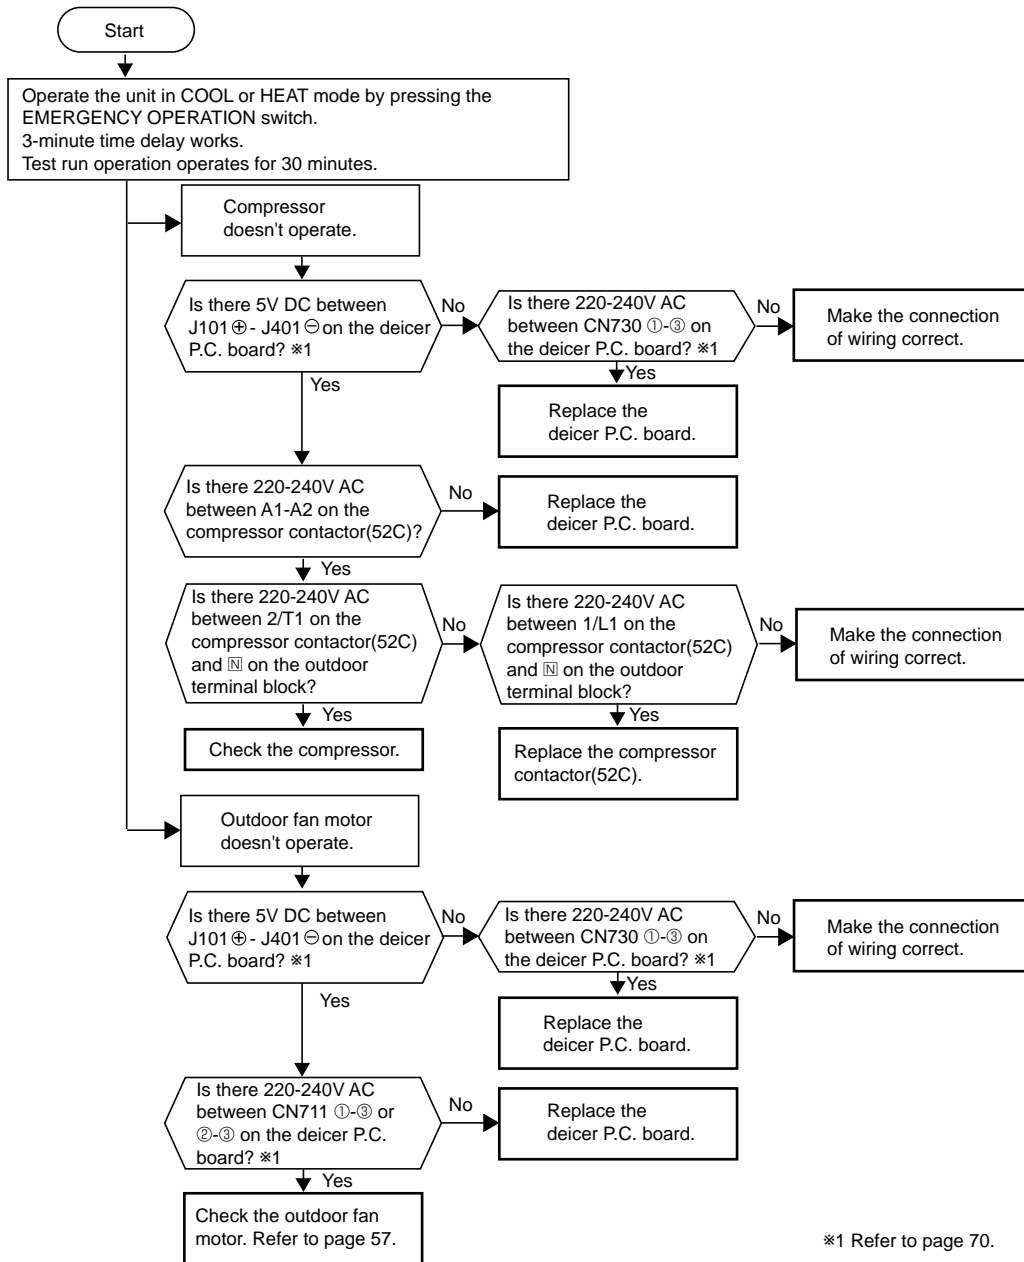 Start
Operate the unit in COOL or HEAT mode by pressing the
EMERGENCY OPERATION switch.
3-minute time delay works.
Test run operation operates for 30 minutes.
Compressor
doesn't operate.
Is there 5V DC between
J101 ⊕ - J401 ⊖ on the deicer
P.C. board? ※1
No
Is there 220-240V AC
between CN730 ①-③ on
the deicer P.C. board? ※1
No
Make the connection
of wiring correct.
Yes
Yes
Replace the
deicer P.C. board.
Is there 220-240V AC
between A1-A2 on the
compressor contactor(52C)?
No
Replace the
deicer P.C. board.
Yes
Is there 220-240V AC
between 2/T1 on the
compressor contactor(52C)
and 🄽 on the outdoor
terminal block?
No
Is there 220-240V AC
between 1/L1 on the
compressor contactor(52C)
and 🄽 on the outdoor
terminal block?
No
Make the connection
of wiring correct.
Yes
Yes
Check the compressor.
Replace the compressor
contactor(52C).
Outdoor fan motor
doesn't operate.
Is there 5V DC between
J101 ⊕ - J401 ⊖ on the deicer
P.C. board? ※1
No
Is there 220-240V AC
between CN730 ①-③ on
the deicer P.C. board? ※1
No
Make the connection
of wiring correct.
Yes
Yes
Replace the
deicer P.C. board.
Is there 220-240V AC
between CN711 ①-③ or
②-③ on the deicer P.C.
board? ※1
No
Replace the
deicer P.C. board.
Yes
Check the outdoor fan
motor. Refer to page 57.
※1 Refer to page 70.